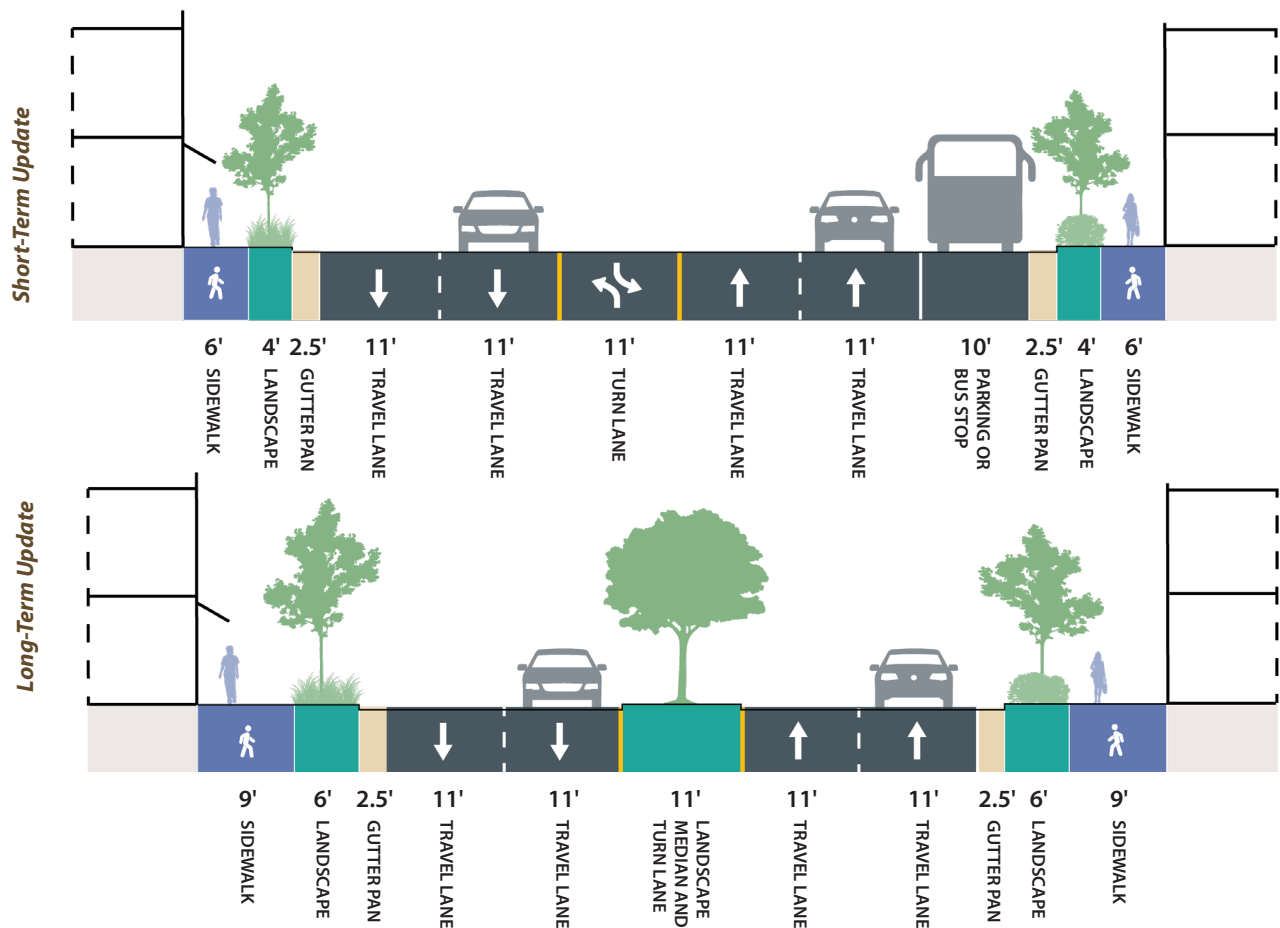 Short-Term Update
6' 4' 2.5' 11' 11' 11' 11' 11' 10' 2.5' 4' 6'
SIDEWALK
LANDSCAPE
GUTTER PAN
TRAVEL LANE
TRAVEL LANE
TURN LANE
TRAVEL LANE
TRAVEL LANE
PARKING OR
BUS STOP
GUTTER PAN
LANDSCAPE
SIDEWALK
Long-Term Update
9' 6' 2.5' 11' 11' 11' 11' 11' 2.5' 6' 9'
SIDEWALK
LANDSCAPE
GUTTER PAN
TRAVEL LANE
TRAVEL LANE
LANDSCAPE
MEDIAN AND
TURN LANE
TRAVEL LANE
TRAVEL LANE
GUTTER PAN
LANDSCAPE
SIDEWALK